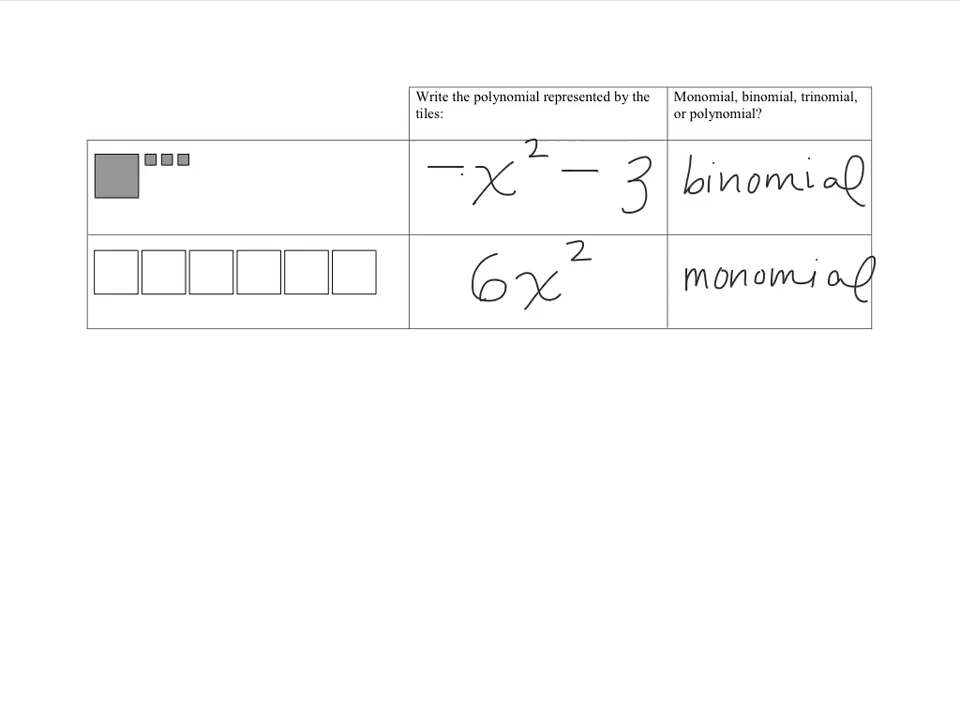 Write the polynomial represented by the
tiles:
Monomial, binomial, trinomial,
or polynomial?
-x² - 3
binomial
6x²
monomial